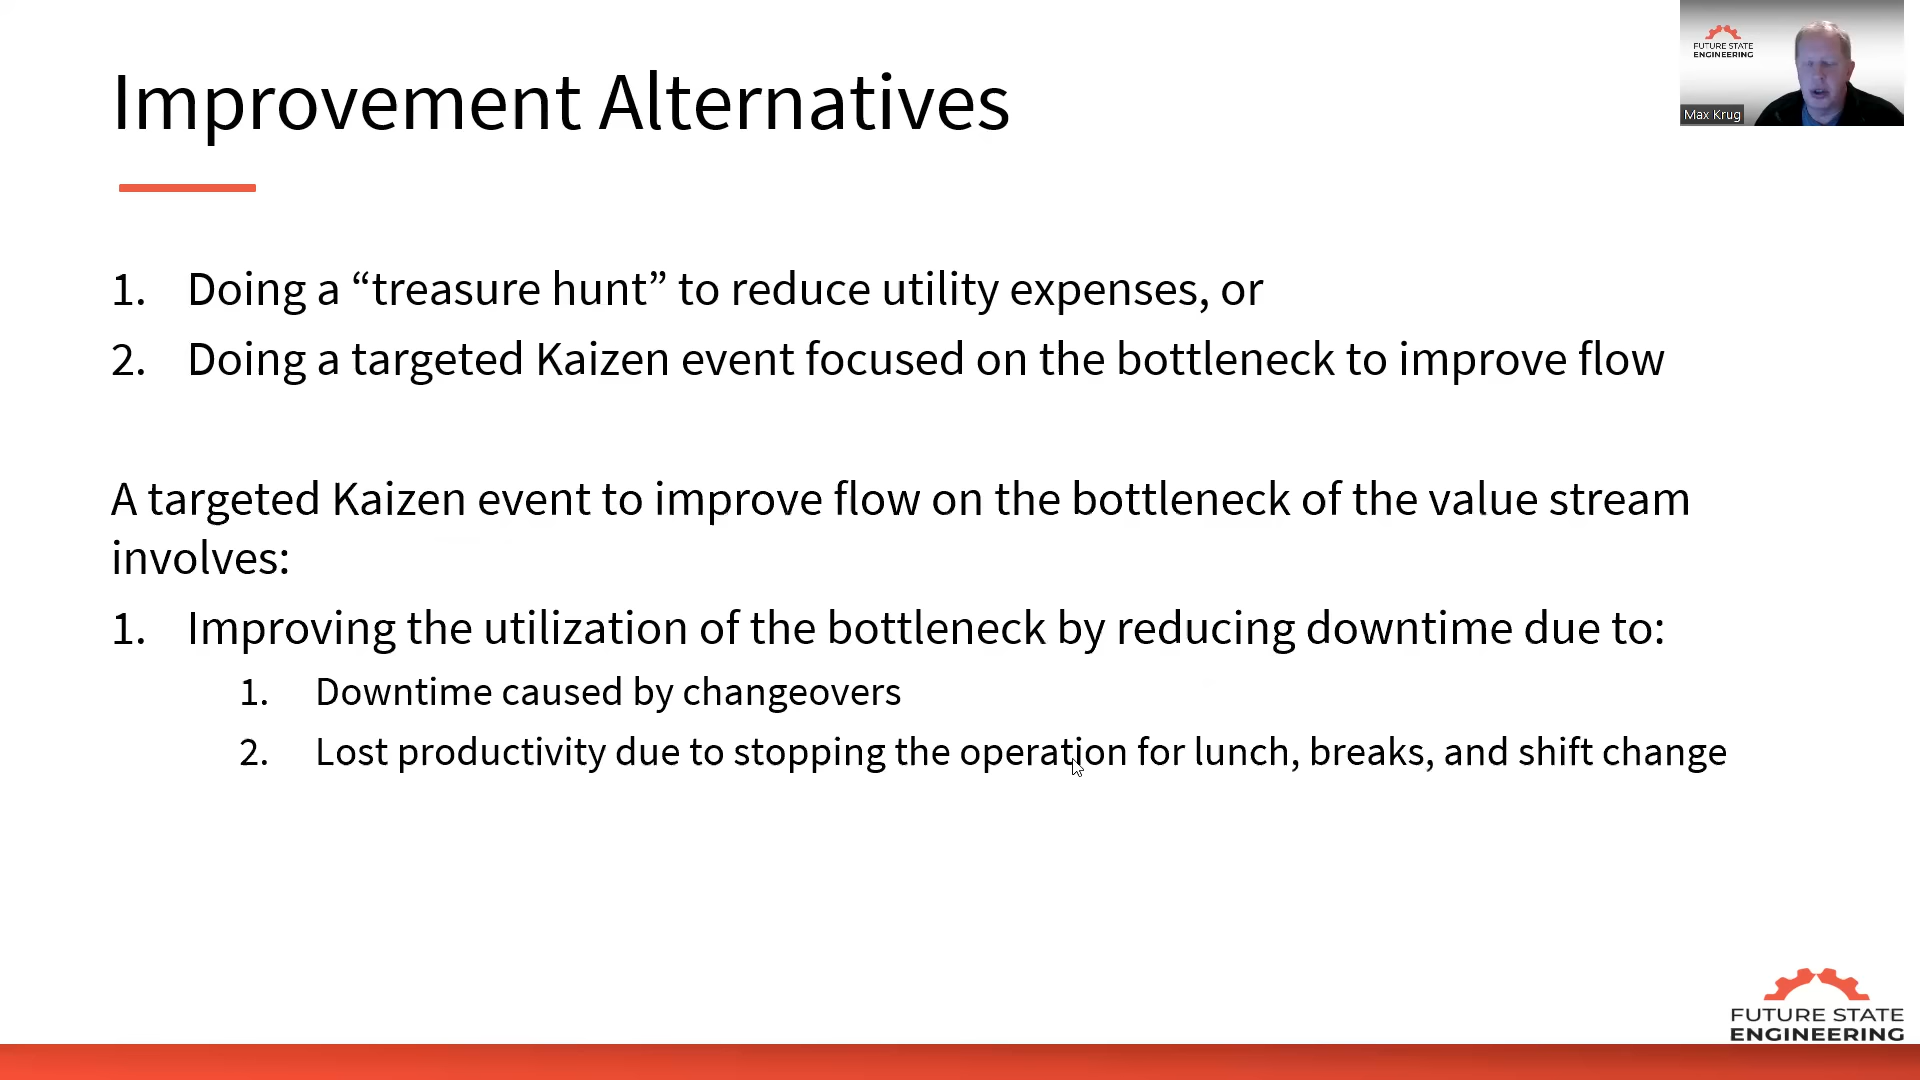 Improvement Alternatives
FUTURE STATE
ENGINEERING
Max Krug
1. Doing a “treasure hunt” to reduce utility expenses, or
2. Doing a targeted Kaizen event focused on the bottleneck to improve flow
A targeted Kaizen event to improve flow on the bottleneck of the value stream
involves:
1. Improving the utilization of the bottleneck by reducing downtime due to:
1. Downtime caused by changeovers
2. Lost productivity due to stopping the operation for lunch, breaks, and shift change
FUTURE STATE
ENGINEERING